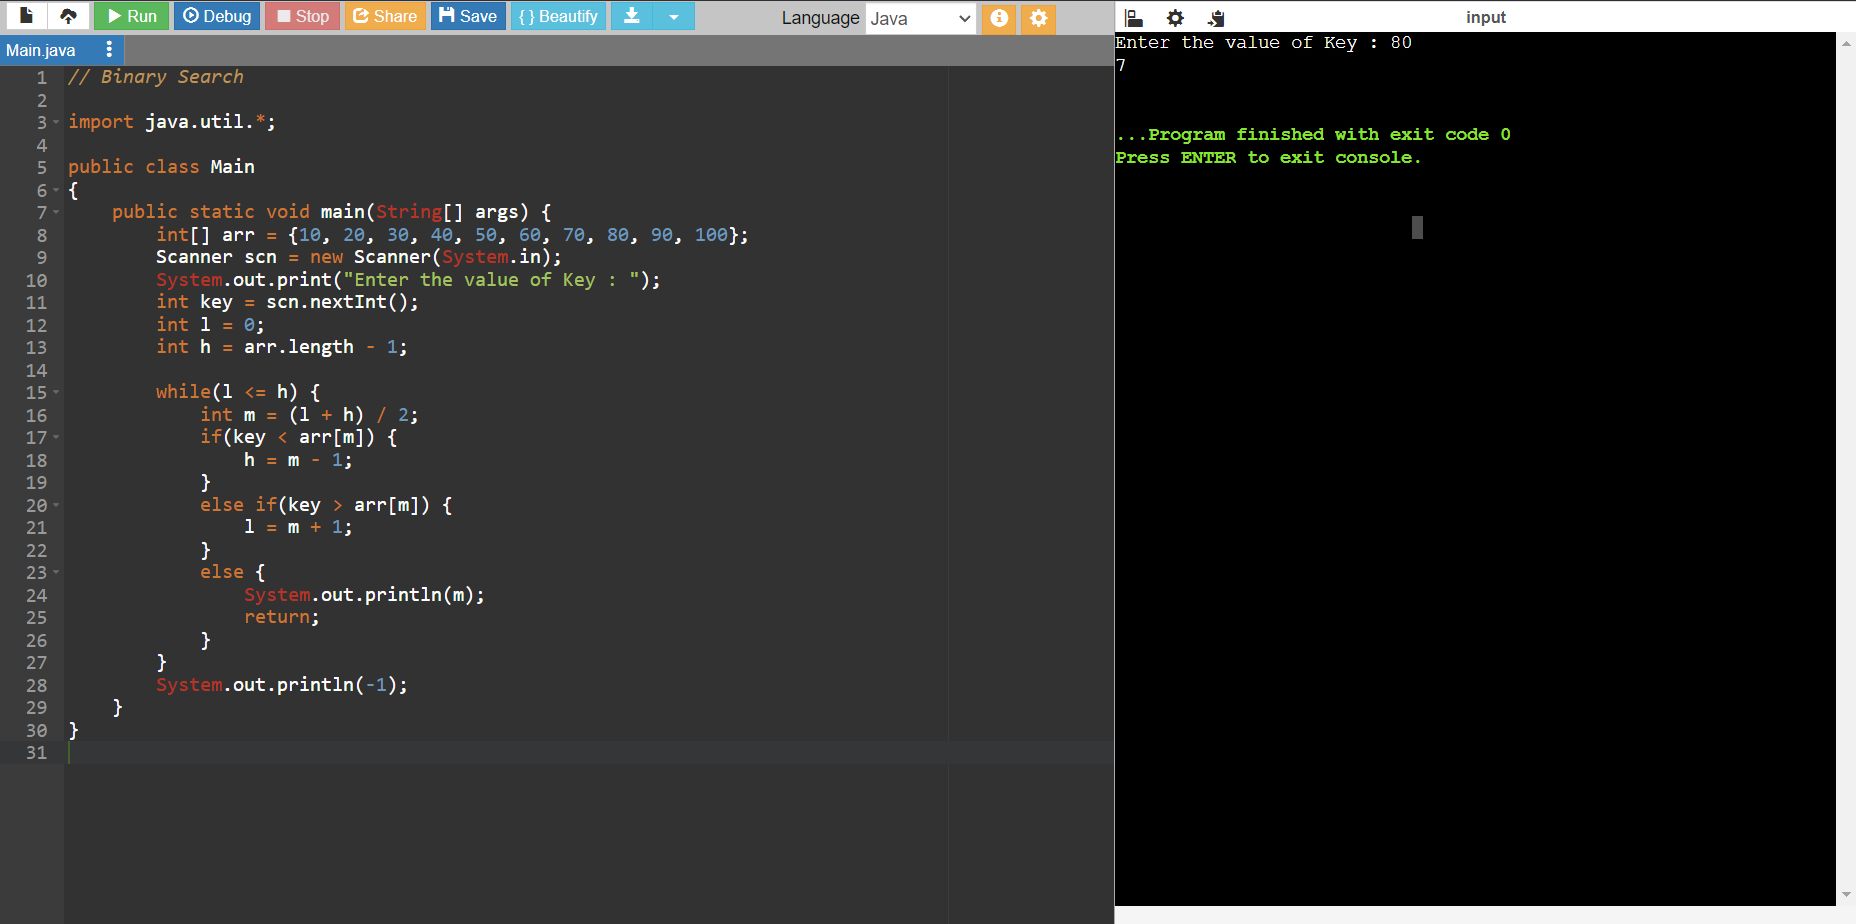 Run Debug Stop Share Save { } Beautify Language Java
Main.java
1 // Binary Search
2
3 import java.util.*;
4
5 public class Main
6 {
7     public static void main(String[] args) {
8         int[] arr = {10, 20, 30, 40, 50, 60, 70, 80, 90, 100};
9         Scanner scn = new Scanner(System.in);
10         System.out.print("Enter the value of Key : ");
11         int key = scn.nextInt();
12         int l = 0;
13         int h = arr.length - 1;
14
15         while(l <= h) {
16             int m = (l + h) / 2;
17             if(key < arr[m]) {
18                 h = m - 1;
19             }
20             else if(key > arr[m]) {
21                 l = m + 1;
22             }
23             else {
24                 System.out.println(m);
25                 return;
26             }
27         }
28         System.out.println(-1);
29     }
30 }
31
input
Enter the value of Key : 80
7
...Program finished with exit code 0
Press ENTER to exit console.